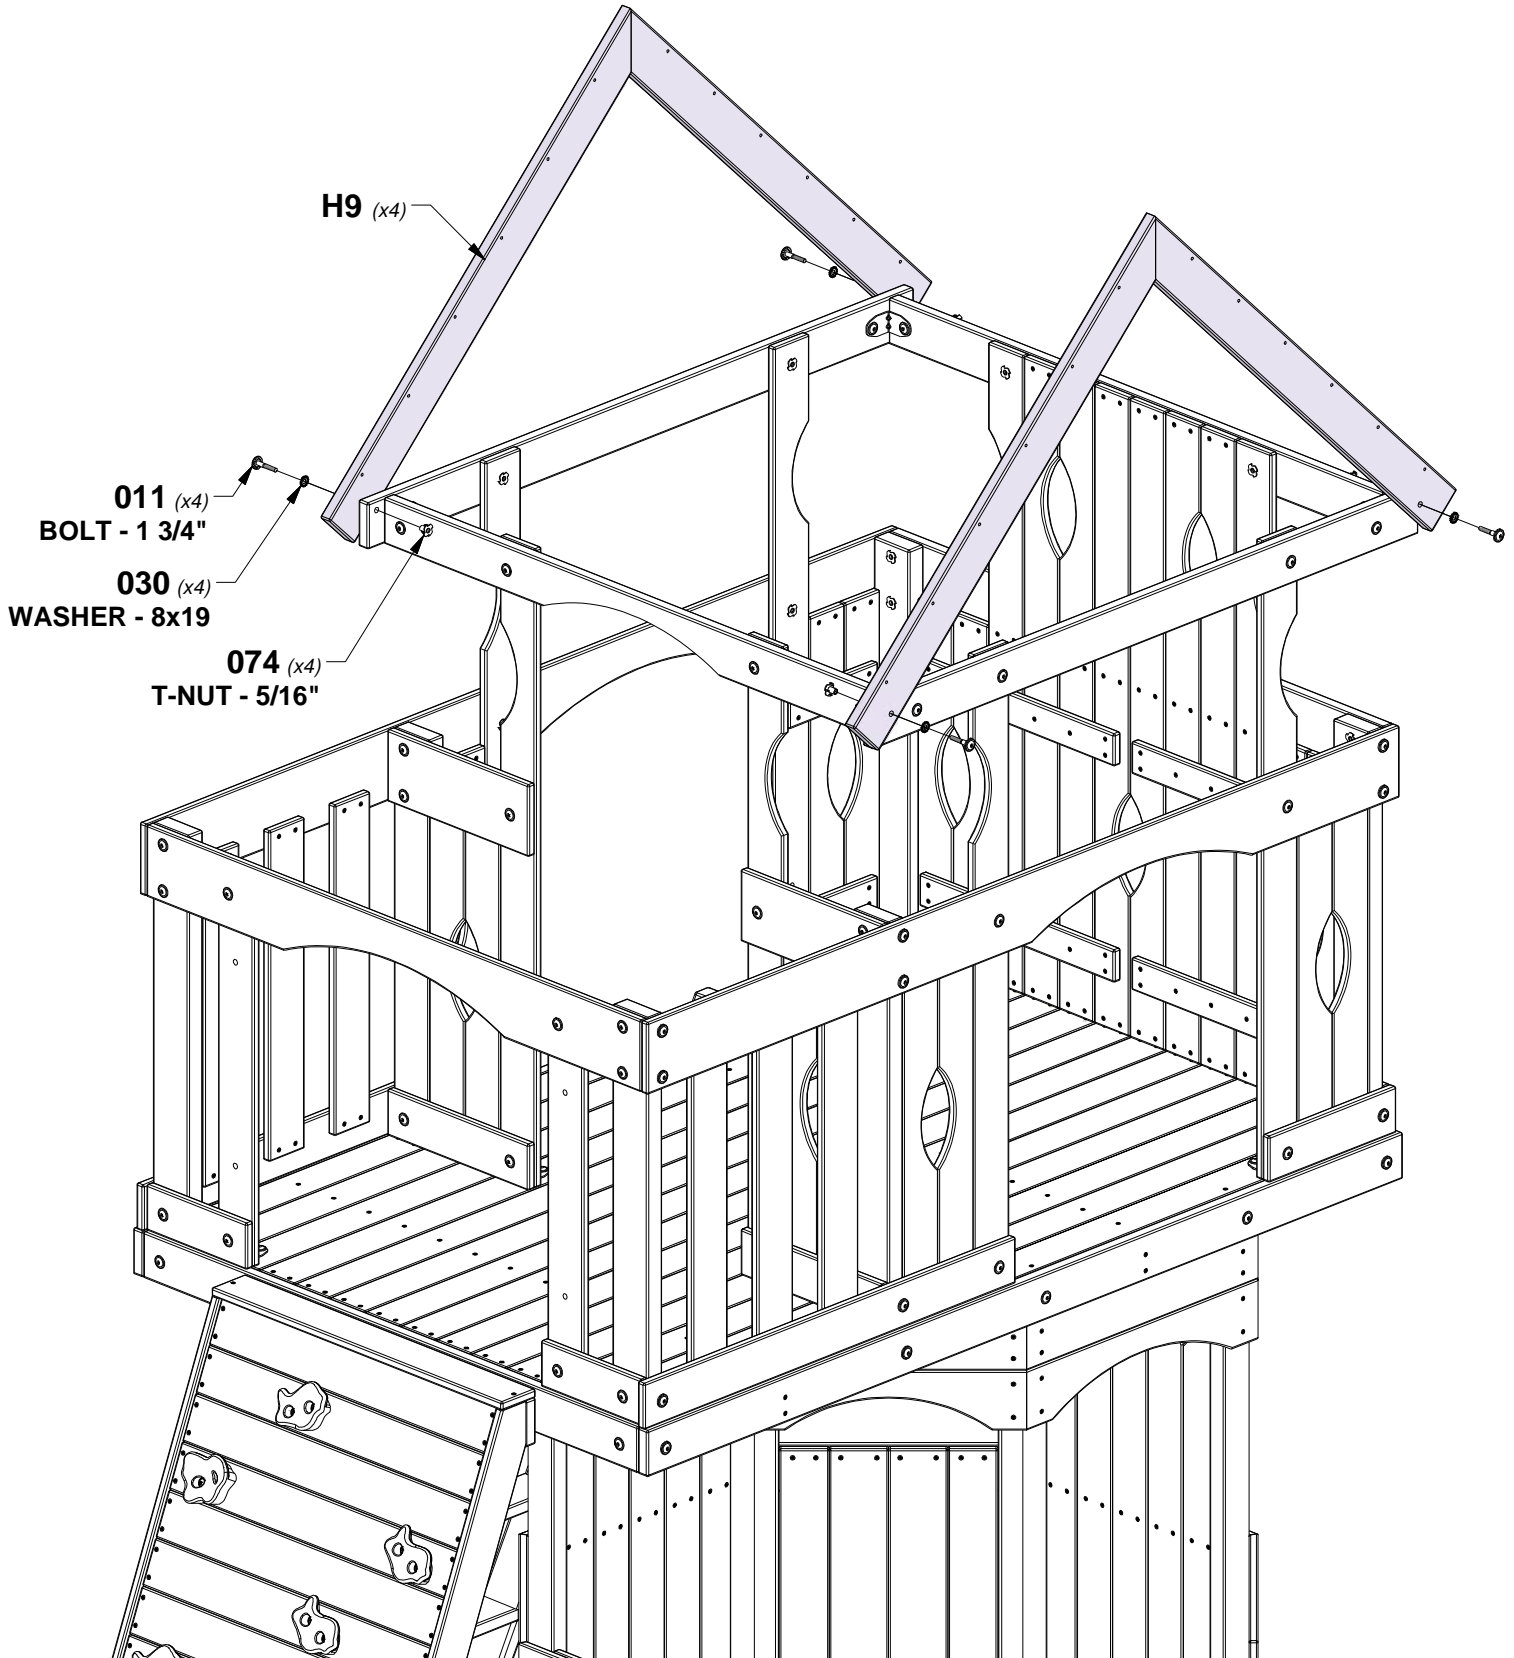 H9 (x4)
011 (x4)
BOLT - 1 3/4"
030 (x4)
WASHER - 8x19
074 (x4)
T-NUT - 5/16"